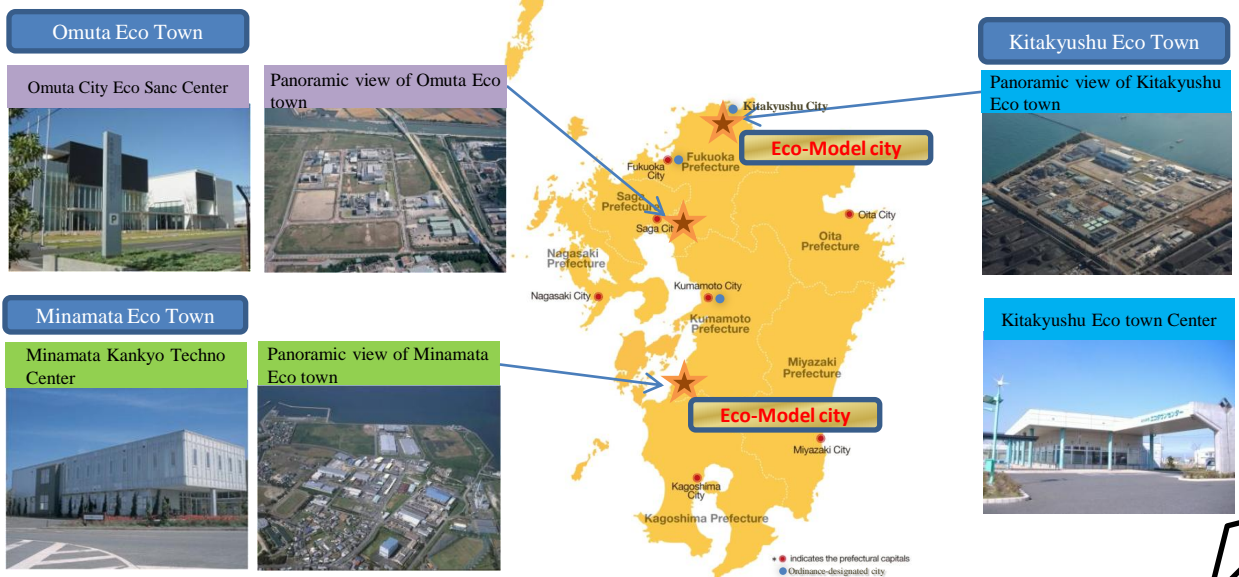 Omuta Eco Town
Omuta City Eco Sanc Center
Panoramic view of Omuta Eco
town
Minamata Eco Town
Minamata Kankyo Techno
Center
Panoramic view of Minamata
Eco town
Kitakyushu City
Eco-Model city
Fukuoka
Prefecture
Fukuoka
City
Saga
Prefecture
Saga Cit
Oita City
Oita
Prefecture
Nagasaki
Prefecture
Nagasaki City
Kumamoto City
Kumamoto
Prefecture
Miyazaki
Prefecture
Eco-Model city
Miyazaki City
Kagoshima
City
Kagoshima Prefecture
indicates the prefectural capitals
Ordinance-designated city
Kitakyushu Eco Town
Panoramic view of Kitakyushu
Eco town
Kitakyushu Eco town Center
P